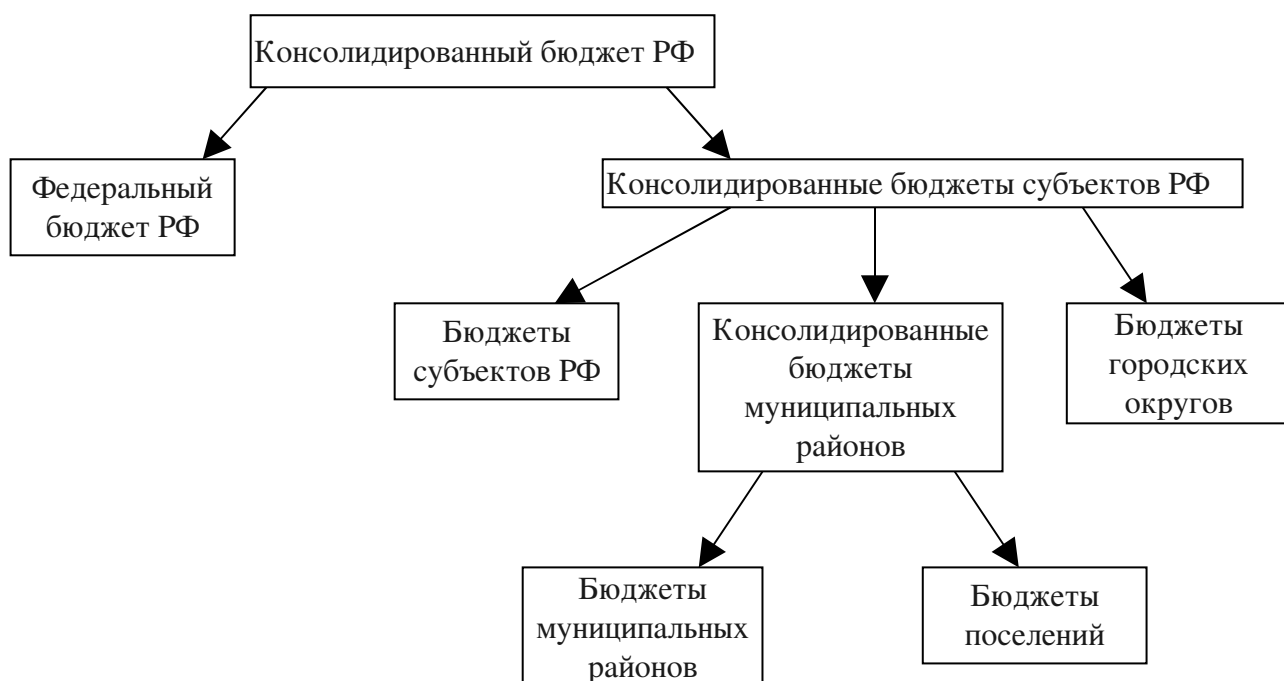 Консолидированный бюджет РФ
Федеральный
бюджет РФ
Консолидированные бюджеты субъектов РФ
Бюджеты
субъектов РФ
Консолидированные
бюджеты
муниципальных
районов
Бюджеты
городских
округов
Бюджеты
муниципальных
районов
Бюджеты
поселений